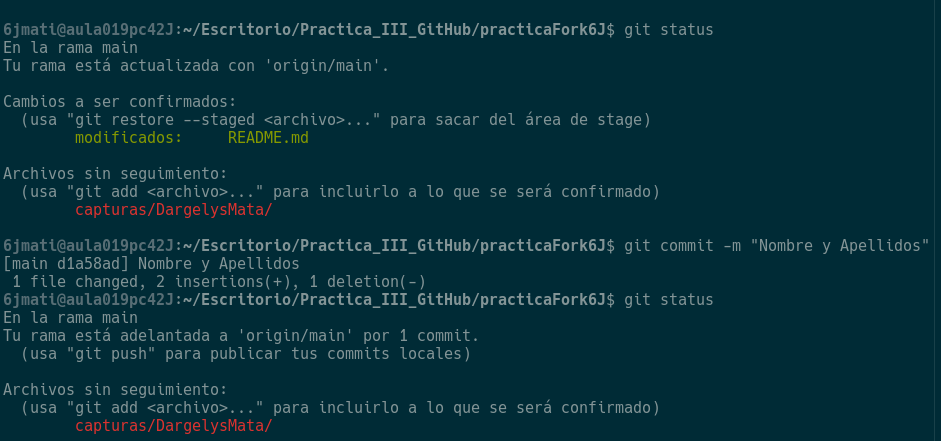 6jmati@aula019pc42J:~/Escritorio/Practica_III_GitHub/practicaFork6J$ git status
En la rama main
Tu rama está actualizada con 'origin/main'.
Cambios a ser confirmados:
(usa "git restore --staged <archivo>..." para sacar del área de stage)
modificados: README.md
Archivos sin seguimiento:
(usa "git add <archivo>..." para incluirlo a lo que se será confirmado)
capturas/DargelysMata/
6jmati@aula019pc42J:~/Escritorio/Practica_III_GitHub/practicaFork6J$ git commit -m "Nombre y Apellidos"
[main d1a58ad] Nombre y Apellidos
1 file changed, 2 insertions(+), 1 deletion(-)
6jmati@aula019pc42J:~/Escritorio/Practica_III_GitHub/practicaFork6J$ git status
En la rama main
Tu rama está adelantada a 'origin/main' por 1 commit.
(usa "git push" para publicar tus commits locales)
Archivos sin seguimiento:
(usa "git add <archivo>..." para incluirlo a lo que se será confirmado)
capturas/DargelysMata/